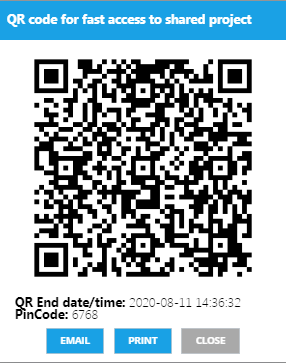 QR code for fast access to shared project
QR End date/time: 2020-08-11 14:36:32
PinCode: 6768
EMAIL PRINT CLOSE